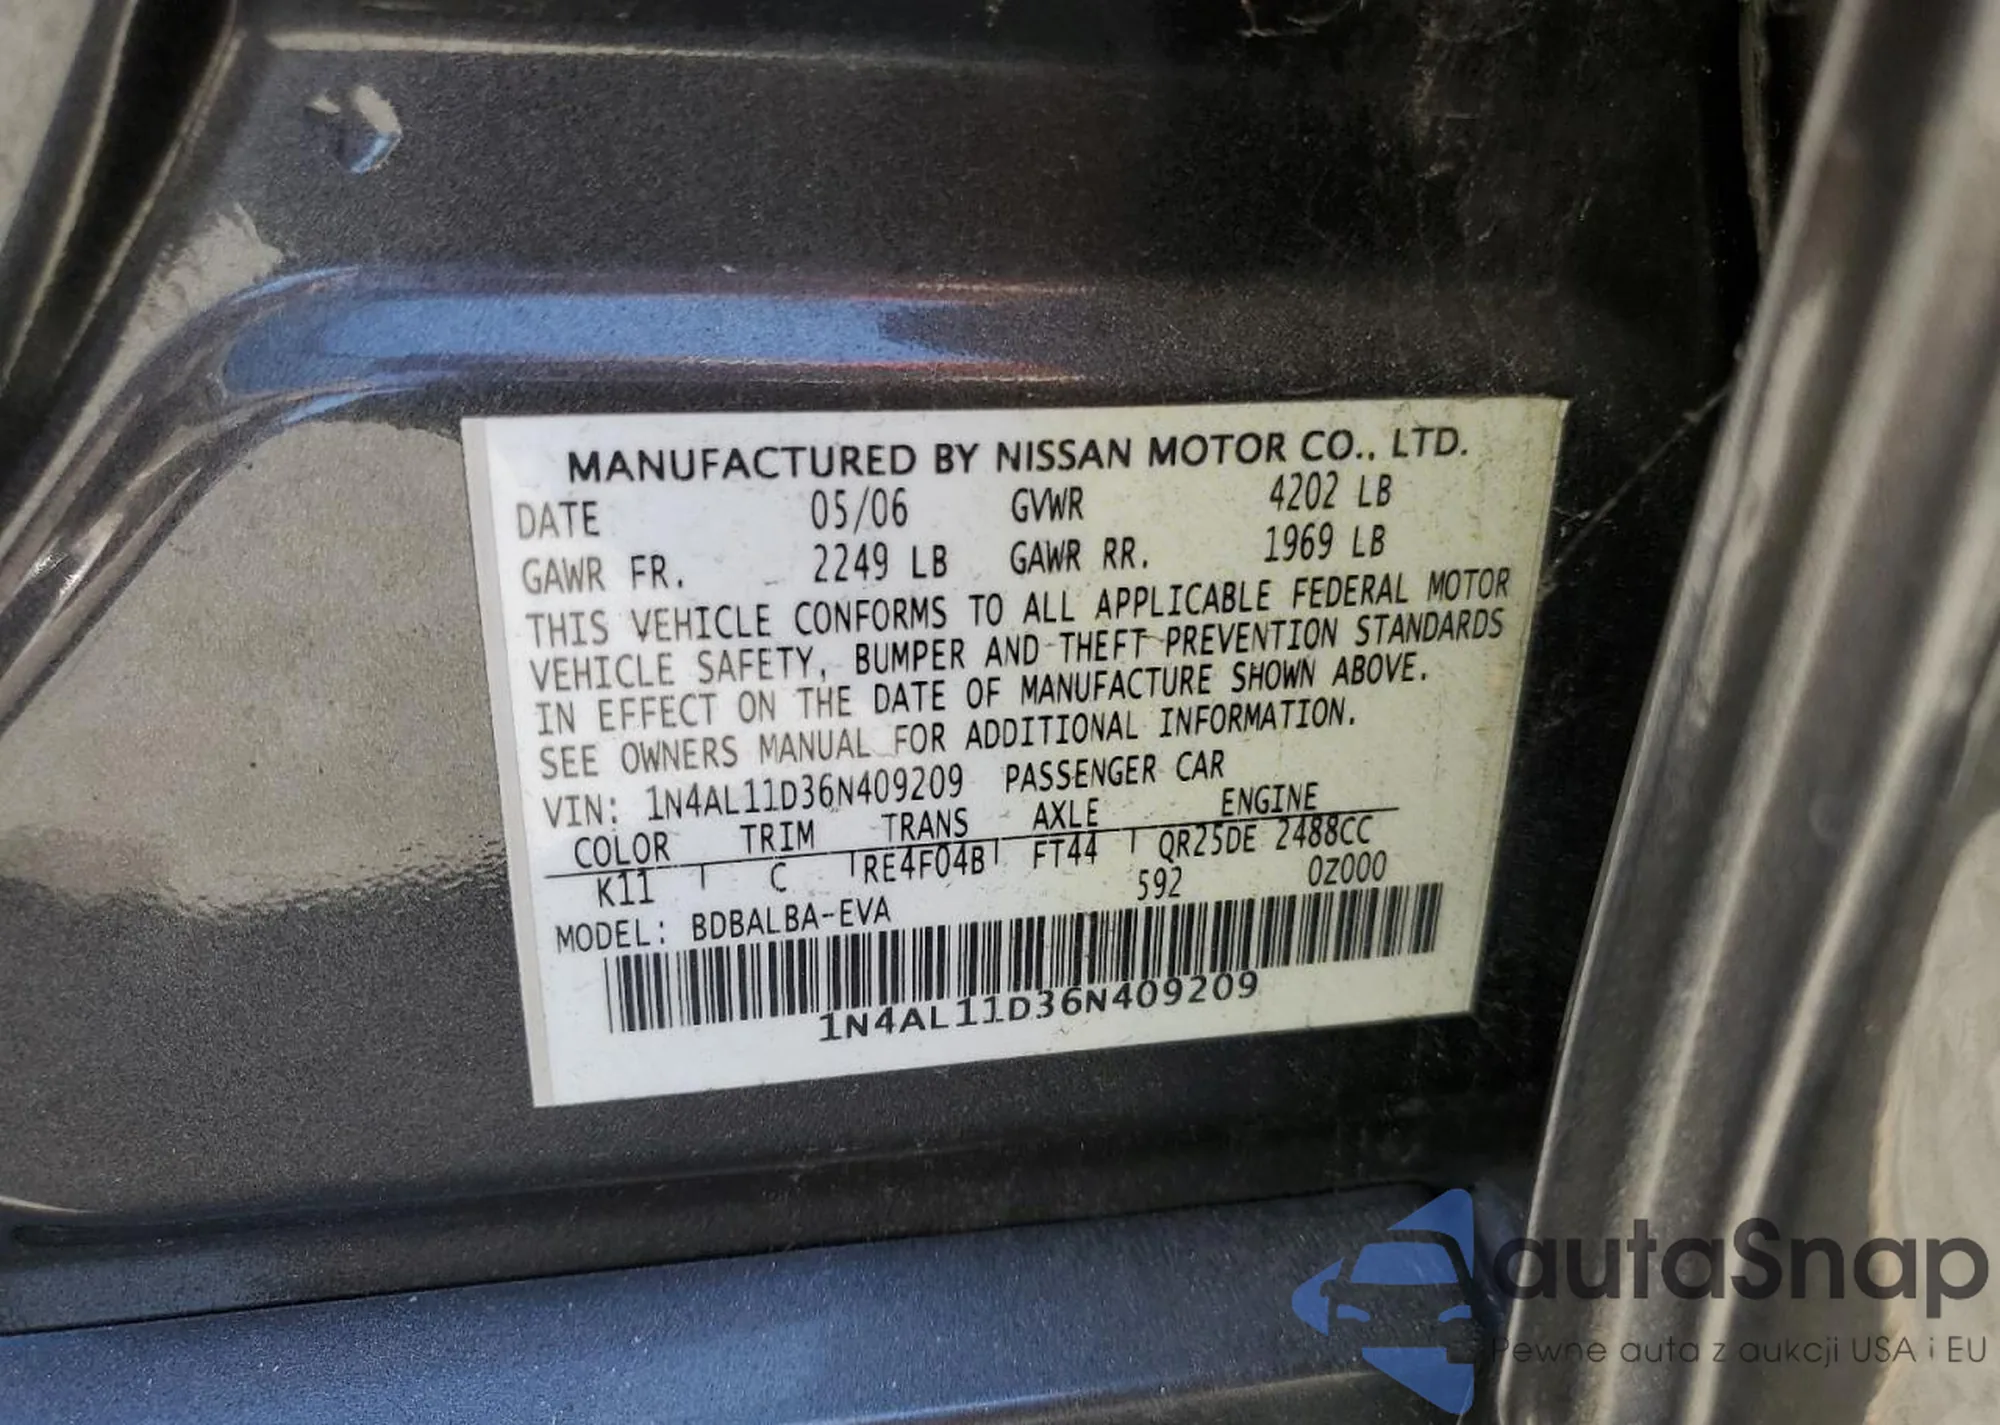 MANUFACTURED BY NISSAN MOTOR CO., LTD.
DATE 05/06 GVWR 4202 LB
GAWR FR. 2249 LB GAWR RR. 1969 LB
THIS VEHICLE CONFORMS TO ALL APPLICABLE FEDERAL MOTOR
VEHICLE SAFETY, BUMPER AND THEFT PREVENTION STANDARDS
IN EFFECT ON THE DATE OF MANUFACTURE SHOWN ABOVE.
SEE OWNERS MANUAL FOR ADDITIONAL INFORMATION.
VIN: 1N4AL11D36N409209 PASSENGER CAR
COLOR TRIM TRANS AXLE ENGINE
K11 C RE4F04B FT44 QR25DE 2488CC
592 0Z000
MODEL: BDBALBA-EVA
1N4AL11D36N409209
autaSnap
Pewne auta z aukcji USA i EU